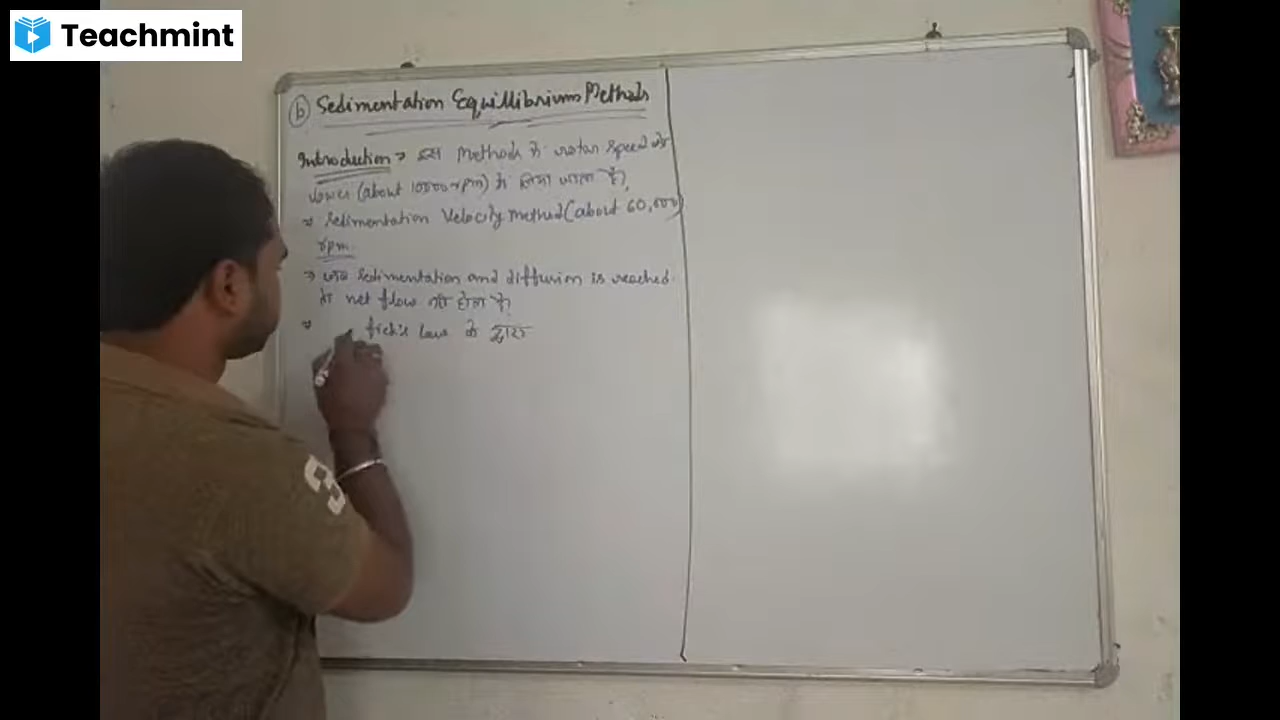 Teachmint
(b) Sedimentation Equillibrium Methods
Introduction → इस Methods में rotor speed को
lower (about 10000 rpm) में लिया जाता है।
→ Sedimentation Velocity Method (about 60,000)
rpm.
→ जब sedimentation and diffusion is reached
तो net flow नही होता है।
→ fick's law के द्वारा